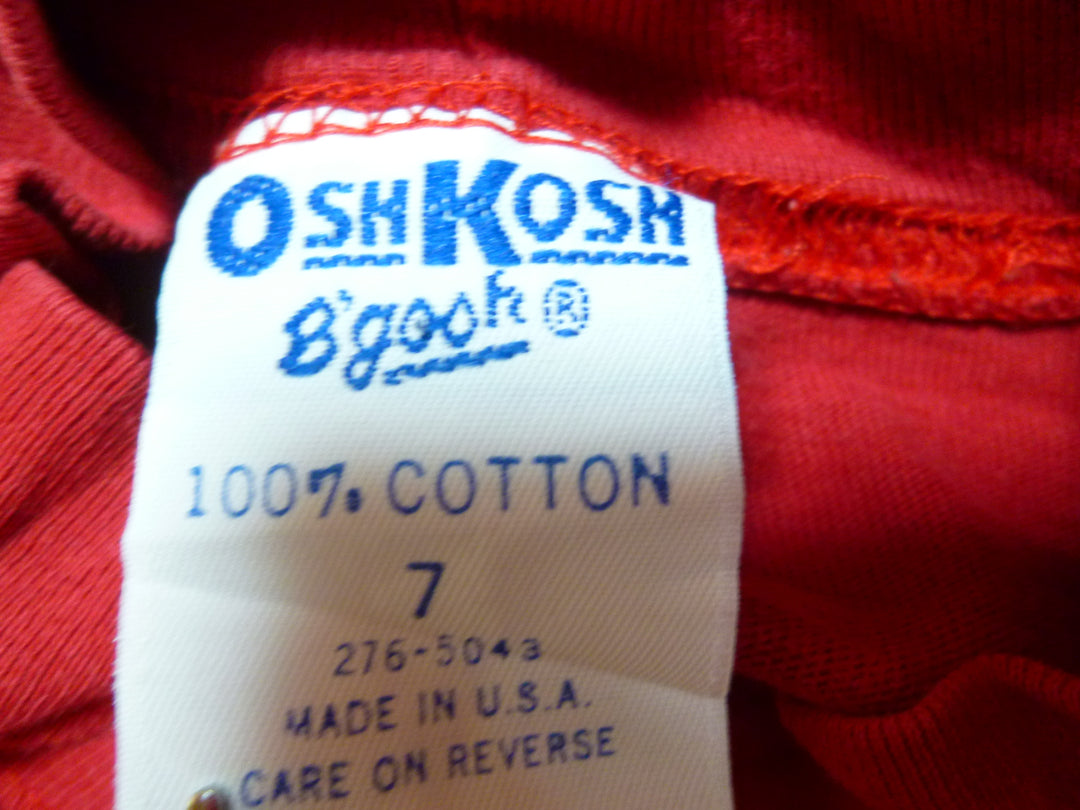 OSHKOSH
B'gosh ®
100% COTTON
7
276-5043
MADE IN U.S.A.
CARE ON REVERSE